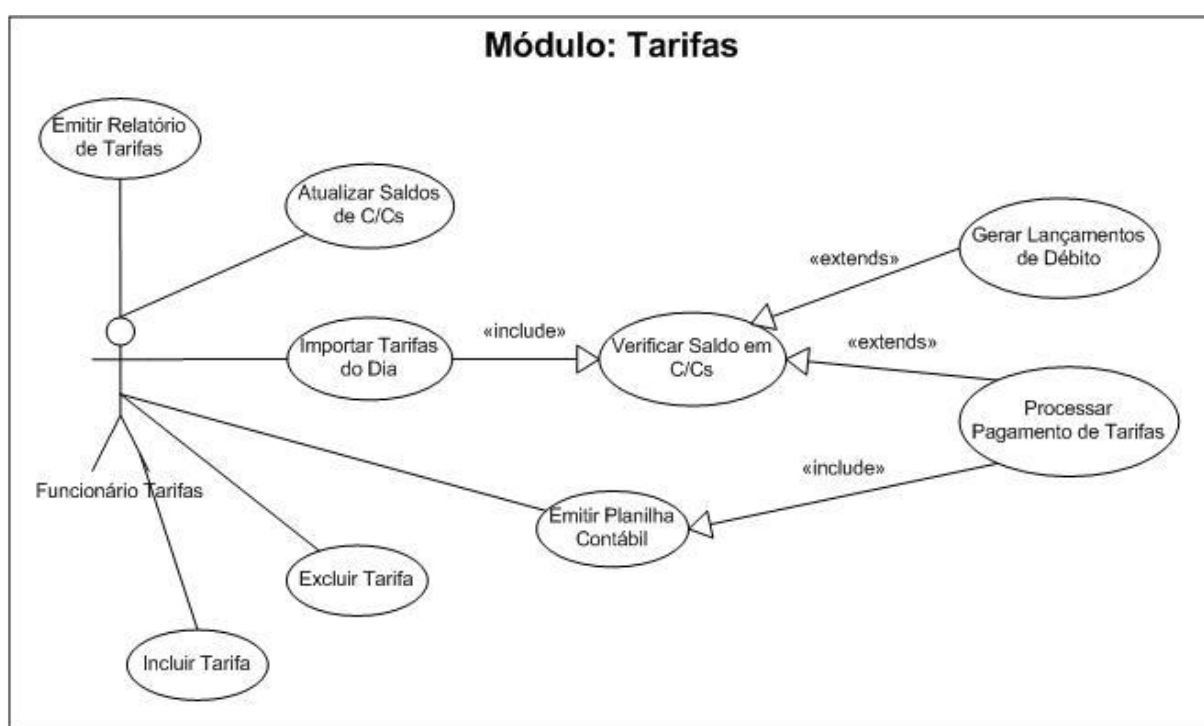 Módulo: Tarifas
Emitir Relatório
de Tarifas
Atualizar Saldos
de C/Cs
Gerar Lançamentos
de Débito
«extends»
«include»
Importar Tarifas
do Dia
Verificar Saldo em
C/Cs
«extends»
Processar
Pagamento de Tarifas
«include»
Funcionário Tarifas
Emitir Planilha
Contábil
Excluir Tarifa
Incluir Tarifa